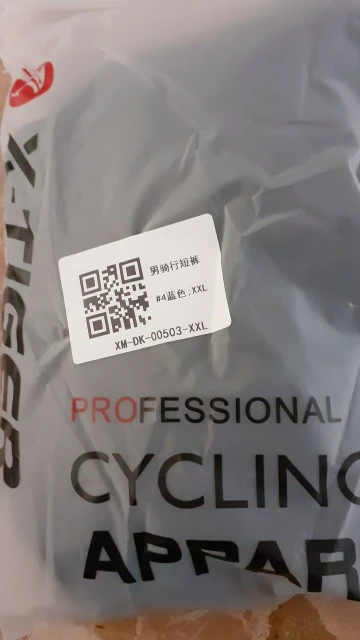 X-TIGER
男骑行短裤
#4蓝色;XXL
XM-DK-00503-XXL
PROFESSIONAL
CYCLING
APPAR